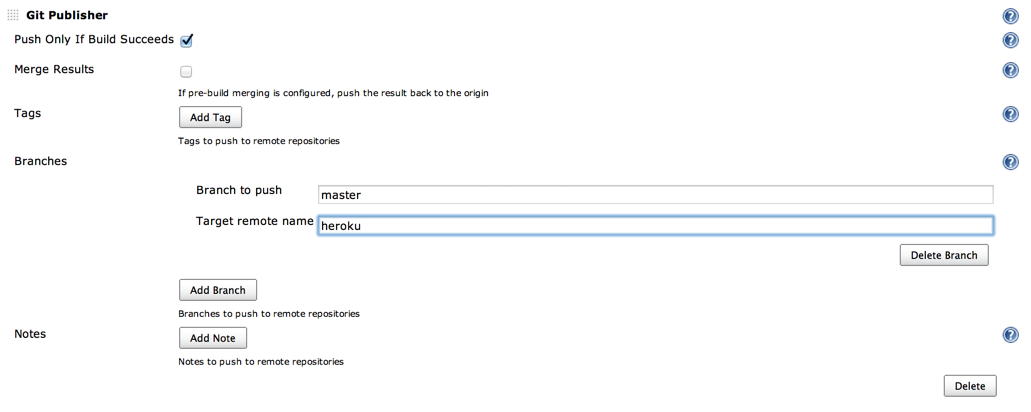 Git Publisher
Push Only If Build Succeeds
Merge Results
If pre-build merging is configured, push the result back to the origin
Tags
Add Tag
Tags to push to remote repositories
Branches
Branch to push master
Target remote name heroku
Delete Branch
Add Branch
Branches to push to remote repositories
Notes
Add Note
Notes to push to remote repositories
Delete